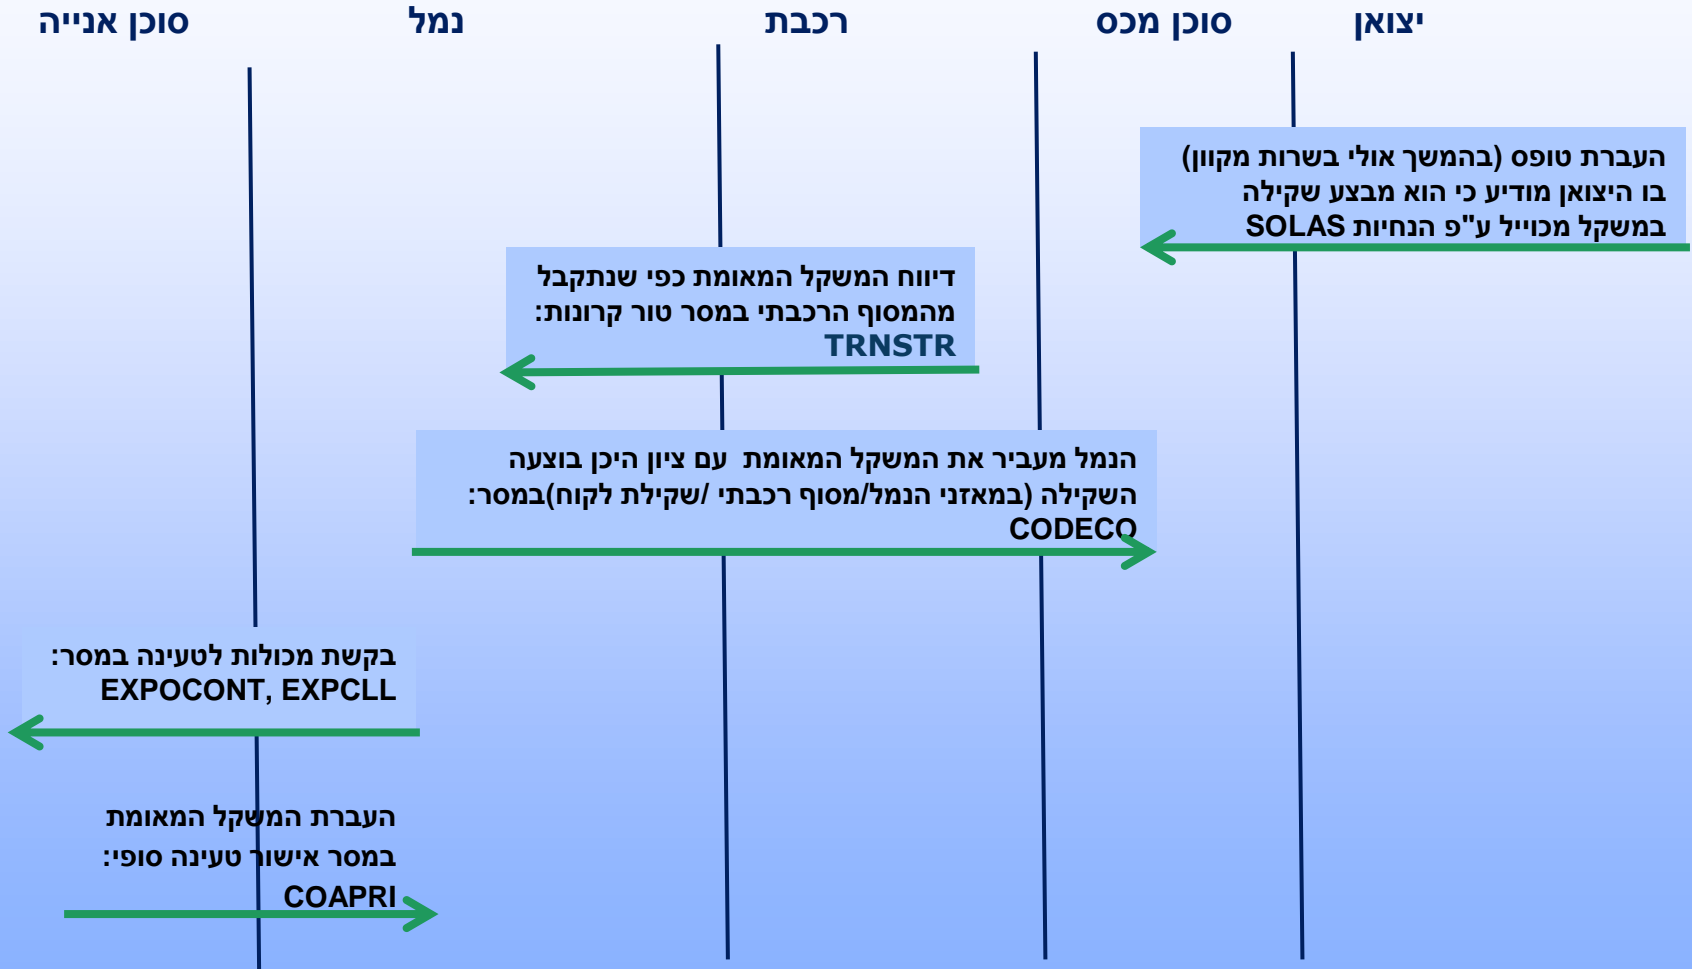 יצואן
סוכן מכס
רכבת
נמל
סוכן אנייה
העברת טופס (בהמשך אולי בשרות מקוון)
בו היצואן מודיע כי הוא מבצע שקילה
במשקל מכוייל ע"פ הנחיות SOLAS
דיווח המשקל המאומת כפי שנתקבל
מהמסוף הרכבתי במסר טור קרונות:
TRNSTR
הנמל מעביר את המשקל המאומת עם ציון היכן בוצעה
השקילה (במאזני הנמל/מסוף רכבתי /שקילת לקוח)במסר:
CODECO
בקשת מכולות לטעינה במסר:
EXPOCONT, EXPCLL
העברת המשקל המאומת
במסר אישור טעינה סופי:
COAPRI